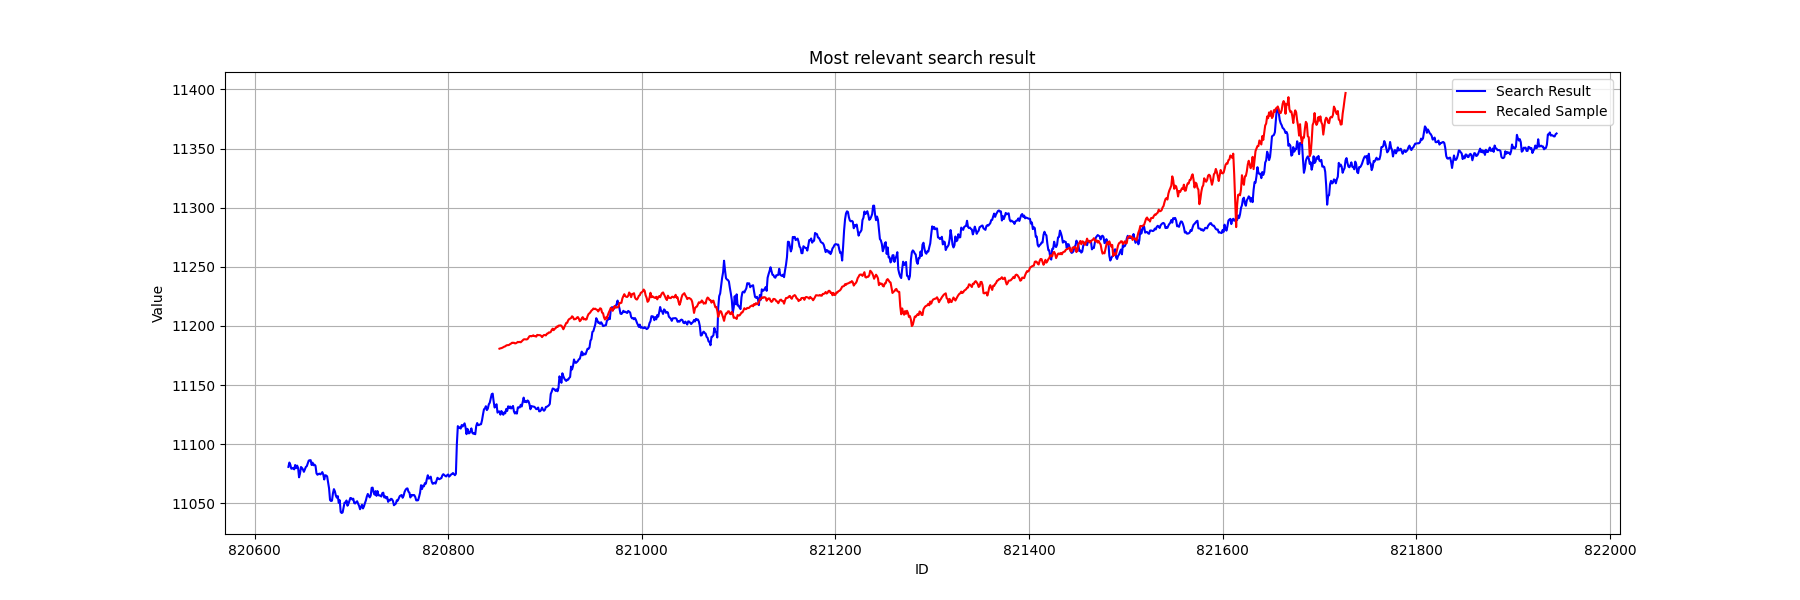 Most relevant search result
Search Result
Recaled Sample
Value
11400
11350
11300
11250
11200
11150
11100
11050
820600 820800 821000 821200 821400 821600 821800 822000
ID